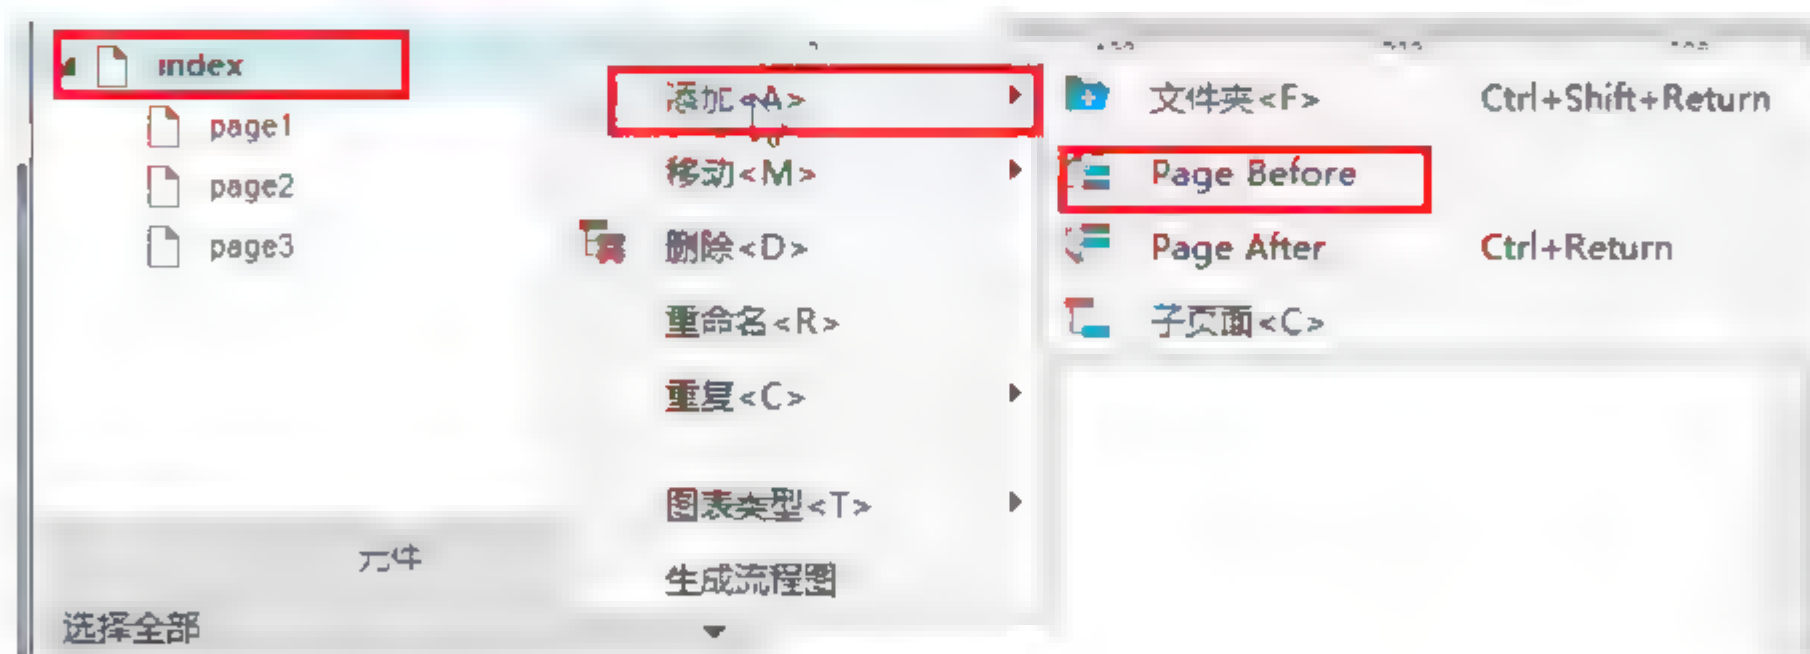 index
page1
page2
page3
元件
选择全部
添加<A>
移动<M>
删除<D>
重命名<R>
重复<C>
图表类型<T>
生成流程图
文件夹<F> Ctrl+Shift+Return
Page Before
Page After Ctrl+Return
子页面<C>